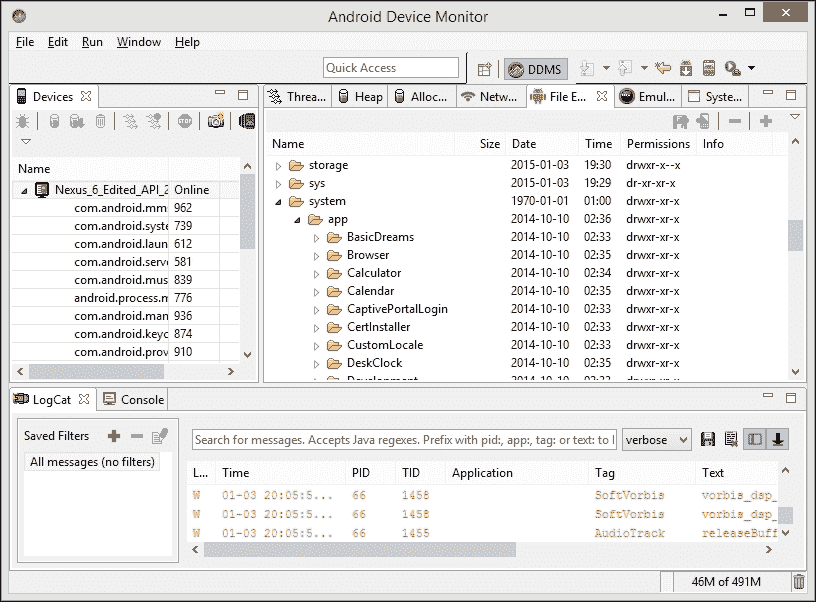 Android Device Monitor
File Edit Run Window Help
Quick Access DDMS
Devices
Name
Nexus_6_Edited_API_2 Online
com.android.mm 962
com.android.syst 739
com.android.laun 612
com.android.serv 581
com.android.mus 839
android.process.m 776
com.android.man 936
com.android.keyc 874
com.android.prov 910
Threa... Heap Alloc... Netw... File E... Emul... Syste...
Name Size Date Time Permissions Info
storage 2015-01-03 19:30 drwxr-x--x
sys 2015-01-03 19:29 dr-xr-xr-x
system 1970-01-01 01:00 drwxr-xr-x
app 2014-10-10 02:36 drwxr-xr-x
BasicDreams 2014-10-10 02:33 drwxr-xr-x
Browser 2014-10-10 02:35 drwxr-xr-x
Calculator 2014-10-10 02:34 drwxr-xr-x
Calendar 2014-10-10 02:35 drwxr-xr-x
CaptivePortalLogin 2014-10-10 02:33 drwxr-xr-x
CertInstaller 2014-10-10 02:33 drwxr-xr-x
CustomLocale 2014-10-10 02:33 drwxr-xr-x
DeskClock 2014-10-10 02:35 drwxr-xr-x
Development 2014-10-10 02:33 drwxr-xr-x
LogCat Console
Saved Filters
All messages (no filters)
Search for messages. Accepts Java regexes. Prefix with pid:, app:, tag: or text: to l verbose
L... Time PID TID Application Tag Text
W 01-03 20:05:5... 66 1458 SoftVorbis vorbis_dsp_
W 01-03 20:05:5... 66 1458 SoftVorbis vorbis_dsp_
W 01-03 20:05:5... 66 1455 AudioTrack releaseBuff
46M of 491M